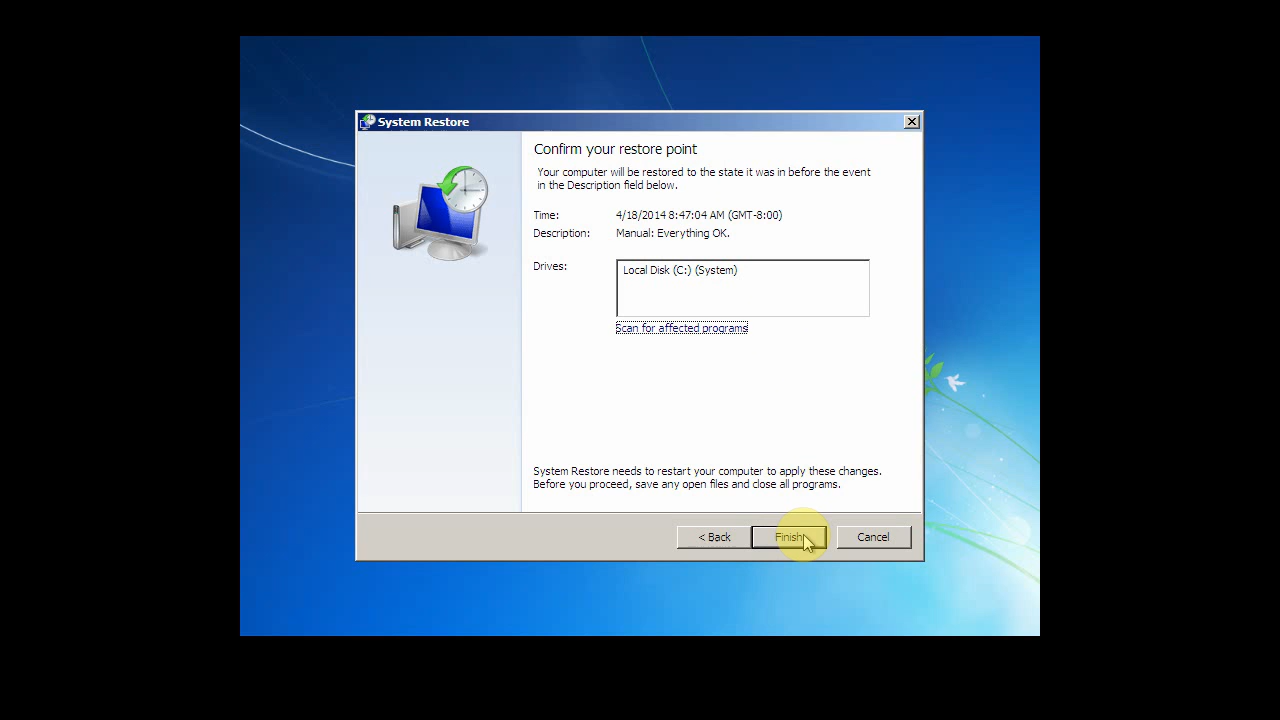 System Restore
Confirm your restore point
Your computer will be restored to the state it was in before the event
in the Description field below.
Time: 4/18/2014 8:47:04 AM (GMT-8:00)
Description: Manual: Everything OK.
Drives: Local Disk (C:) (System)
Scan for affected programs
System Restore needs to restart your computer to apply these changes.
Before you proceed, save any open files and close all programs.
< Back Finish Cancel